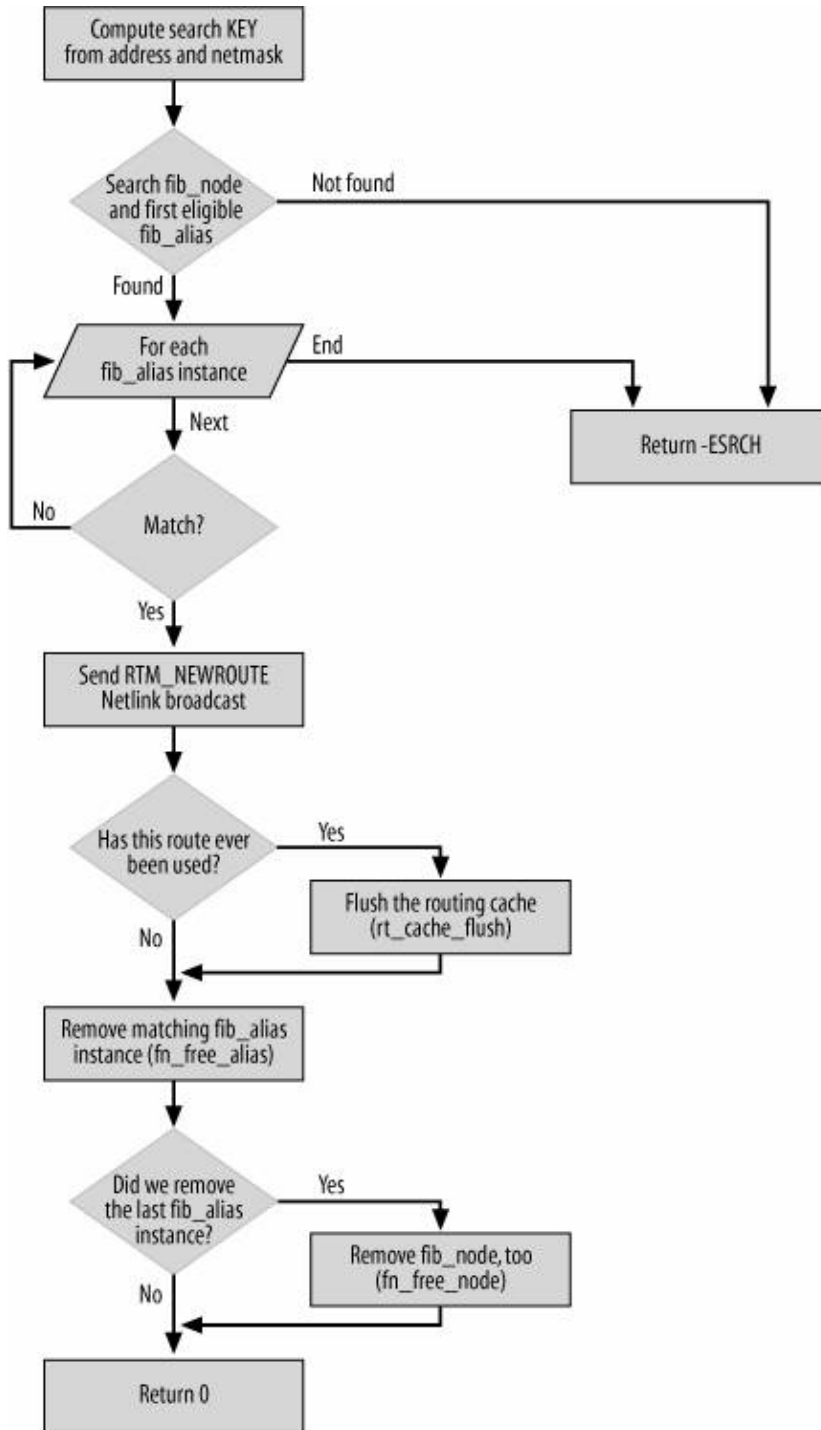 Compute search KEY
from address and netmask
Search fib_node
and first eligible
fib_alias
Not found
Found
For each
fib_alias instance
End
Next
Return -ESRCH
No
Match?
Yes
Send RTM_NEWROUTE
Netlink broadcast
Has this route ever
been used?
Yes
Flush the routing cache
(rt_cache_flush)
No
Remove matching fib_alias
instance (fn_free_alias)
Did we remove
the last fib_alias
instance?
Yes
Remove fib_node, too
(fn_free_node)
No
Return 0